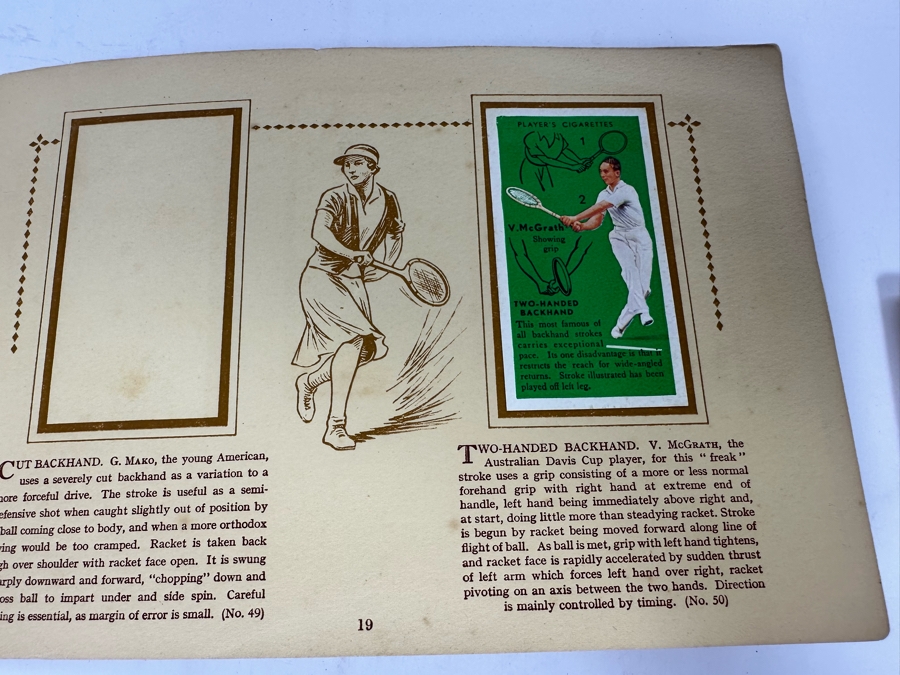 PLAYER'S CIGARETTES
1
2
V. McGrath
Showing
grip
TWO-HANDED
BACKHAND
This most famous of
all backhand strokes
carries exceptional
pace. Its one disadvantage is that it
restricts the reach for wide-angled
returns. Stroke illustrated has been
played off left leg.
CUT BACKHAND. G. MAKO, the young American,
uses a severely cut backhand as a variation to a
more forceful drive. The stroke is useful as a semi-
efensive shot when caught slightly out of position by
ball coming close to body, and when a more orthodox
ing would be too cramped. Racket is taken back
gh over shoulder with racket face open. It is swung
arply downward and forward, "chopping" down and
oss ball to impart under and side spin. Careful
ing is essential, as margin of error is small. (No. 49)
TWO-HANDED BACKHAND. V. McGRATH, the
Australian Davis Cup player, for this "freak"
stroke uses a grip consisting of a more or less normal
forehand grip with right hand at extreme end of
handle, left hand being immediately above right and,
at start, doing little more than steadying racket. Stroke
is begun by racket being moved forward along line of
flight of ball. As ball is met, grip with left hand tightens,
and racket face is rapidly accelerated by sudden thrust
of left arm which forces left hand over right, racket
pivoting on an axis between the two hands. Direction
is mainly controlled by timing. (No. 50)
19